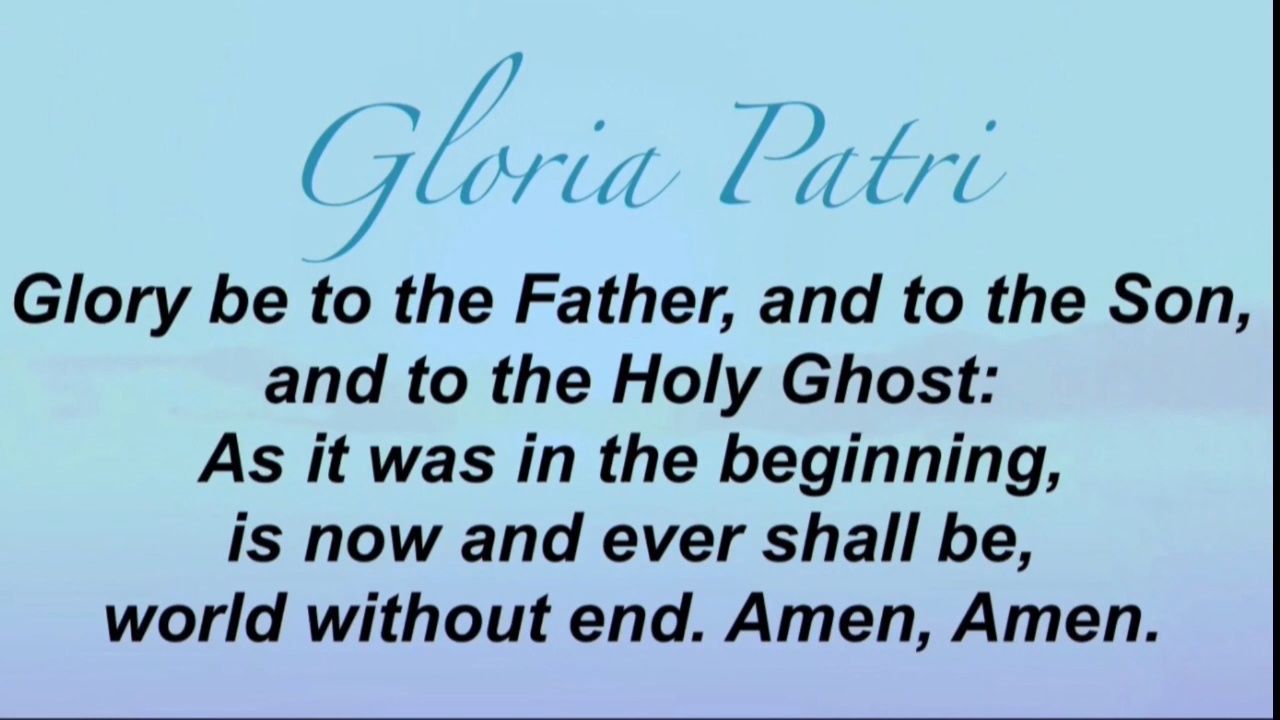 Gloria Patri
Glory be to the Father, and to the Son,
and to the Holy Ghost:
As it was in the beginning,
is now and ever shall be,
world without end. Amen, Amen.